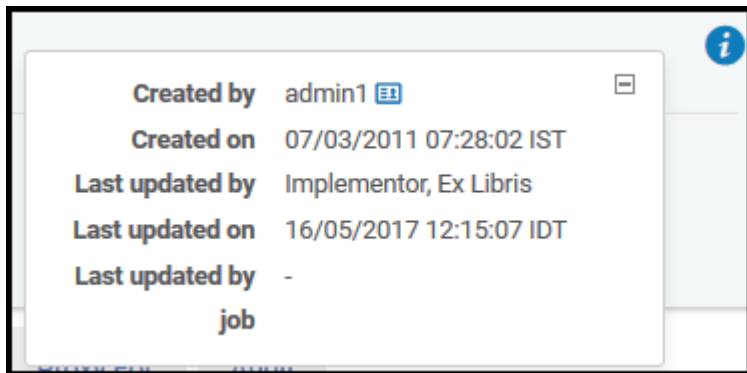 Created by admin1
Created on 07/03/2011 07:28:02 IST
Last updated by Implementor, Ex Libris
Last updated on 16/05/2017 12:15:07 IDT
Last updated by -
job